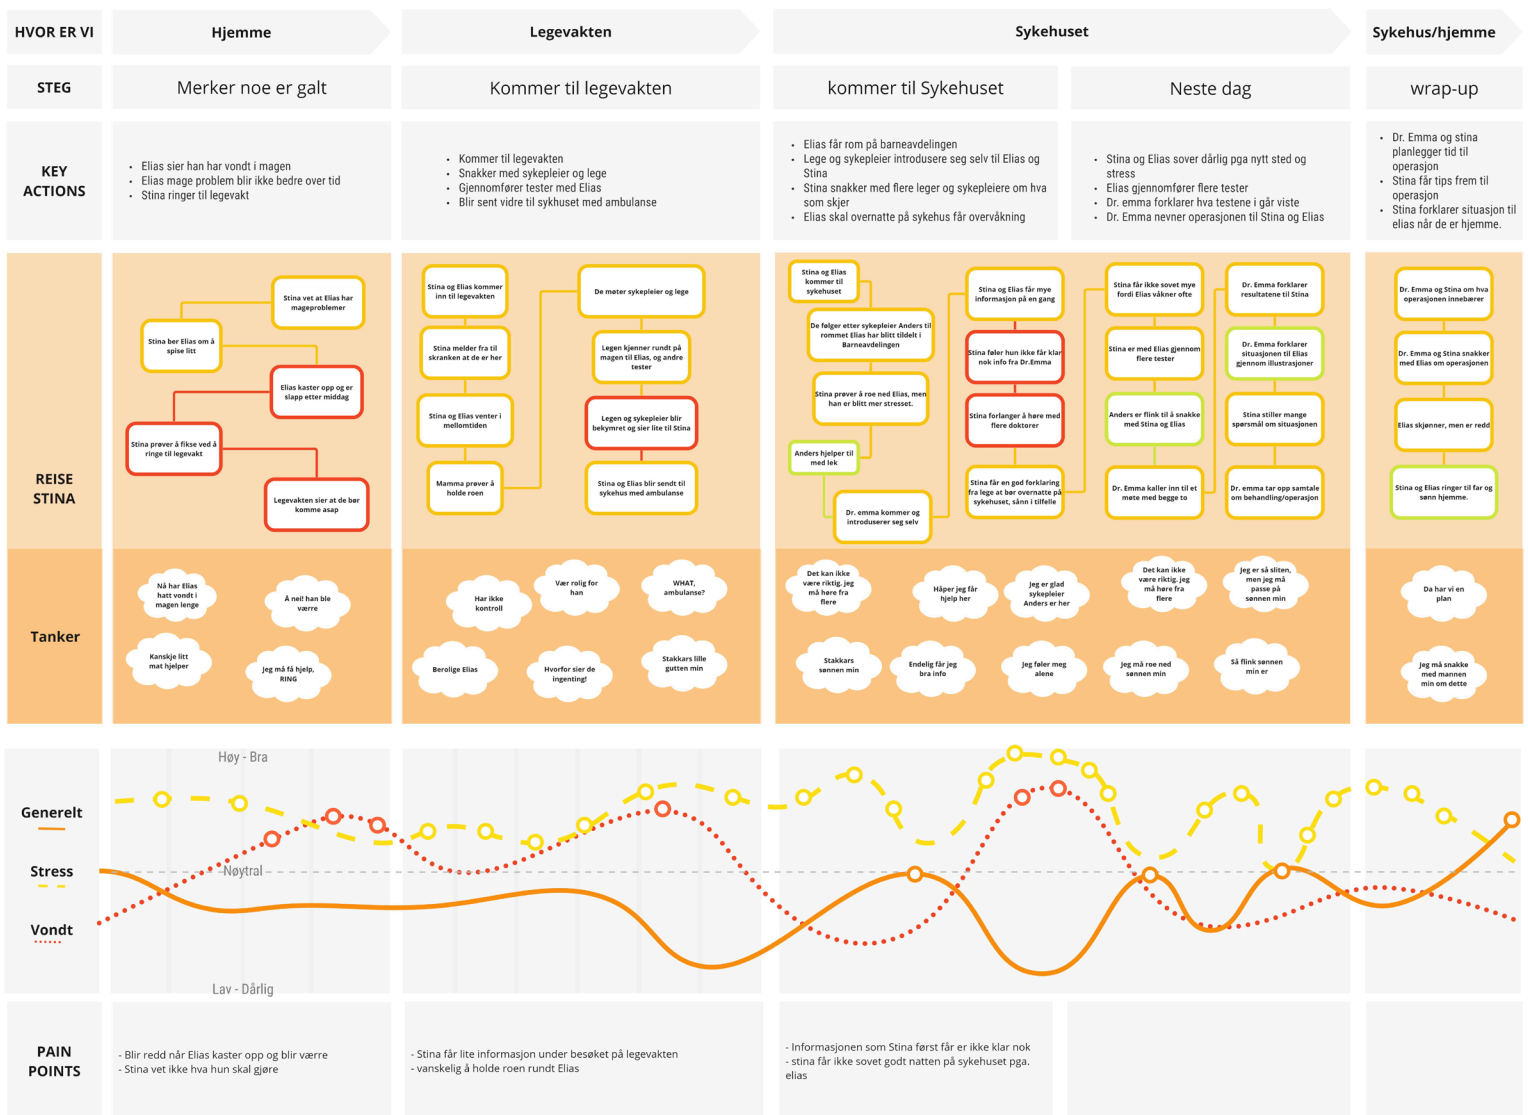 HVOR ER VI
Hjemme
Legevakten
Sykehuset
Sykehus/hjemme
STEG
Merker noe er galt
Kommer til legevakten
kommer til Sykehuset
Neste dag
wrap-up
KEY
ACTIONS
• Elias sier han har vondt i magen
• Elias mage problem blir ikke bedre over tid
• Stina ringer til legevakt
• Kommer til legevakten
• Snakker med sykepleier og lege
• Gjennomfører tester med Elias
• Blir sent vidre til sykhuset med ambulanse
• Elias får rom på barneavdelingen
• Lege og sykepleier introdusere seg selv til Elias og
Stina
• Stina snakker med flere leger og sykepleiere om hva
som skjer
• Elias skal overnatte på sykehus får overvåkning
• Stina og Elias sover dårlig pga nytt sted og
stress
• Elias gjennomfører flere tester
• Dr. emma forklarer hva testene i går viste
• Dr. Emma nevner operasjonen til Stina og Elias
• Dr. Emma og stina
planlegger tid til
operasjon
• Stina får tips frem til
operasjon
• Stina forklarer situasjon til
elias når de er hjemme.
REISE
STINA
Stina vet at Elias har
mageproblemer
Stina ber Elias om å
spise litt
Elias kaster opp og er
slapp etter middag
Stina prøver å fikse ved å
ringe til legevakt
Legevakten sier at de bør
komme asap
Stina og Elias kommer
inn til legevakten
Stina melder fra til
skranken at de er her
Stina og Elias venter i
mellomtiden
Mamma prøver å
holde roen
De møter sykepleier og lege
Legen kjenner rundt på
magen til Elias, og andre
tester
Legen og sykepleier blir
bekymret og sier lite til Stina
Stina og Elias blir sendt til
sykehus med ambulanse
Stina og Elias
kommer til
sykehuset
De følger etter sykepleier Anders til
rommet Elias har blitt tildelt i
Barneavdelingen
Stina prøver å roe ned Elias, men
han er blitt mer stresset.
Anders hjelper til
med lek
Dr. emma kommer og
introduserer seg selv
Stina og Elias får mye
informasjon på en gang
Stina føler hun ikke får klar
nok info fra Dr.Emma
Stina forlanger å høre med
flere doktorer
Stina får en god forklaring
fra lege at bør overnatte på
sykehuset, sånn i tilfelle
Stina får ikke sovet mye
fordi Elias våkner ofte
Stina er med Elias gjennom
flere tester
Anders er flink til å snakke
med Stina og Elias
Dr. Emma kaller inn til et
møte med begge to
Dr. Emma forklarer
resultatene til Stina
Dr. Emma forklarer
situasjonen til Elias
gjennom illustrasjoner
Stina stiller mange
spørsmål om situasjonen
Dr. emma tar opp samtale
om behandling/operasjon
Dr. Emma og Stina om hva
operasjonen innebærer
Dr. Emma og Stina snakker
med Elias om operasjonen
Elias skjønner, men er redd
Stina og Elias ringer til far og
sønn hjemme.
Tanker
Nå har Elias
hatt vondt i
magen lenge
Å nei! han ble
værre
Kanskje litt
mat hjelper
Jeg må få hjelp,
RING
Har ikke
kontroll
Vær rolig for
han
WHAT,
ambulanse?
Berolige Elias
Hvorfor sier de
ingenting!
Stakkars lille
gutten min
Det kan ikke
være riktig. jeg
må høre fra
flere
Håper jeg får
hjelp her
Jeg er glad
sykepleier
Anders er her
Det kan ikke
være riktig. jeg
må høre fra
flere
Jeg er så sliten,
men jeg må
passe på
sønnen min
Stakkars
sønnen min
Endelig får jeg
bra info
Jeg føler meg
alene
Jeg må roe ned
sønnen min
Så flink sønnen
min er
Da har vi en
plan
Jeg må snakke
med mannen
min om dette
Høy - Bra
Generelt
Stress
Nøytral
Vondt
Lav - Dårlig
PAIN
POINTS
- Blir redd når Elias kaster opp og blir værre
- Stina vet ikke hva hun skal gjøre
- Stina får lite informasjon under besøket på legevakten
- vanskelig å holde roen rundt Elias
- Informasjonen som Stina først får er ikke klar nok
- stina får ikke sovet godt natten på sykehuset pga.
elias